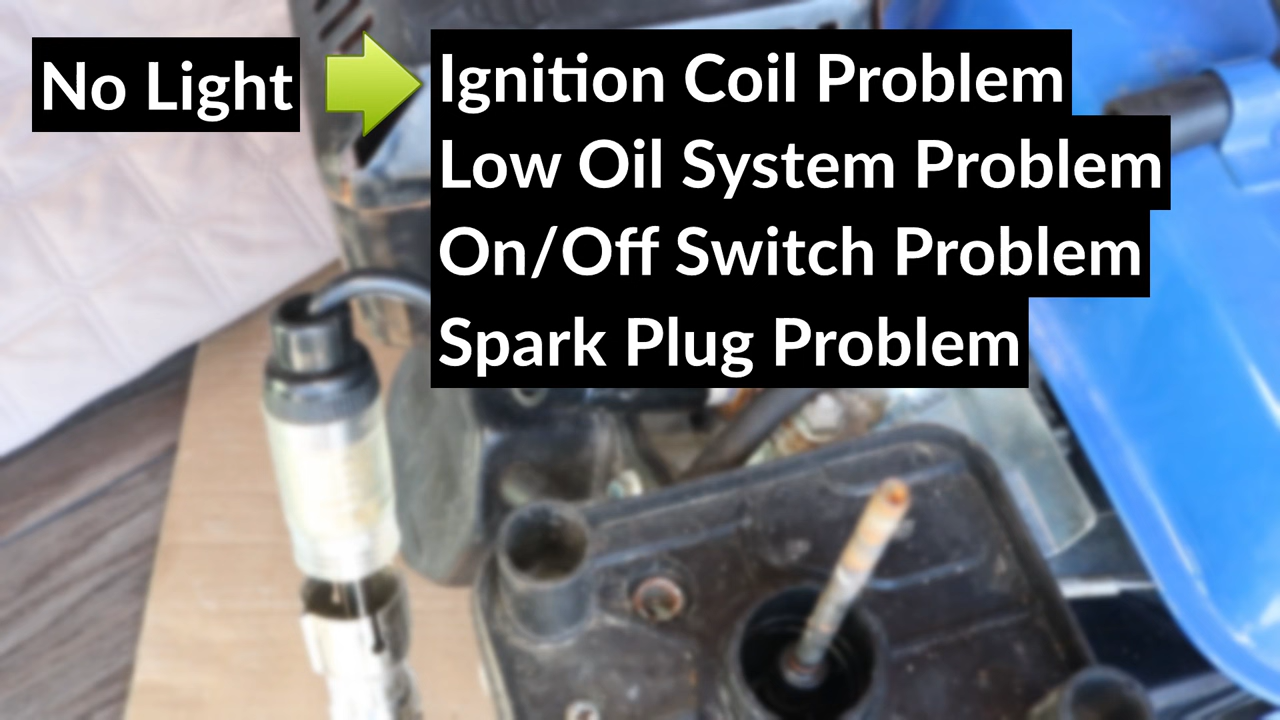 No Light
Ignition Coil Problem
Low Oil System Problem
On/Off Switch Problem
Spark Plug Problem